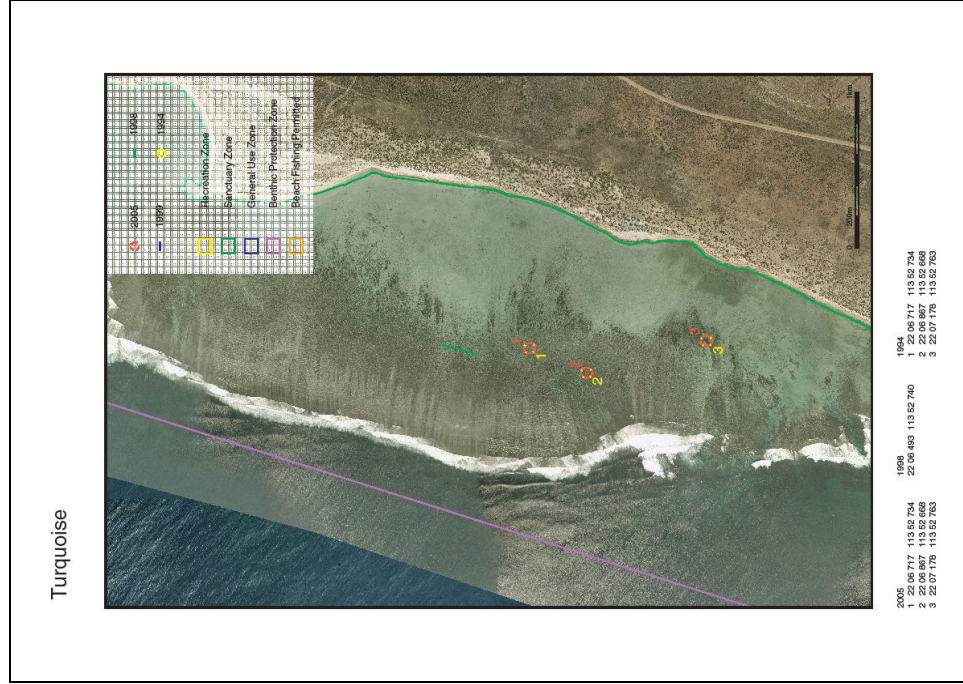 Turquoise
2005
1998
1999
1994
Recreation Zone
Sanctuary Zone
General Use Zone
Benthic Protection Zone
Beach Fishing Permitted
1
1
2
2
3
3
0
200m
1km
2005
1 22 06 717 113 52 734
2 22 06 867 113 52 668
3 22 07 178 113 52 763
1998
22 06 493 113 52 740
1994
1 22 06 717 113 52 734
2 22 06 867 113 52 668
3 22 07 178 113 52 763